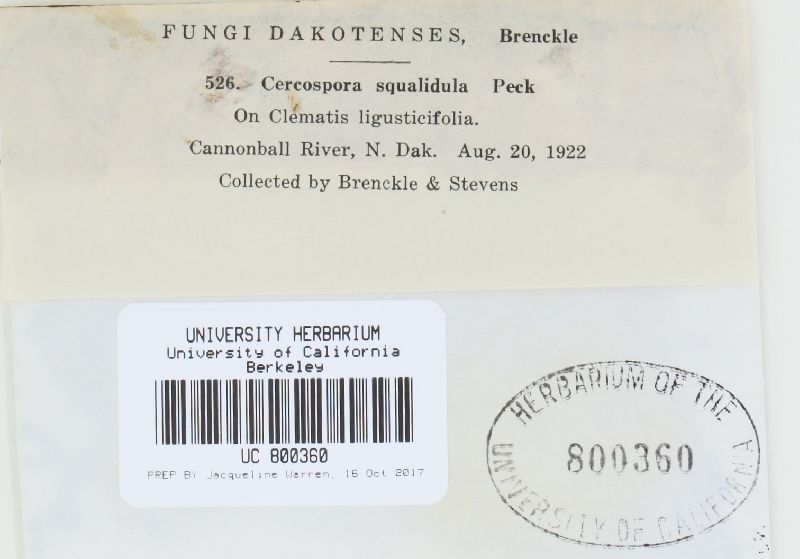 FUNGI DAKOTENSES, Brenckle
526. Cercospora squalidula Peck
On Clematis ligusticifolia.
Cannonball River, N. Dak. Aug. 20, 1922
Collected by Brenckle & Stevens
UNIVERSITY HERBARIUM
University of California
Berkeley
UC 800360
PREP BY Jacqueline Warren, 16 Oct 2017
HERBARIUM OF THE
800360
UNIVERSITY OF CALIFORNIA